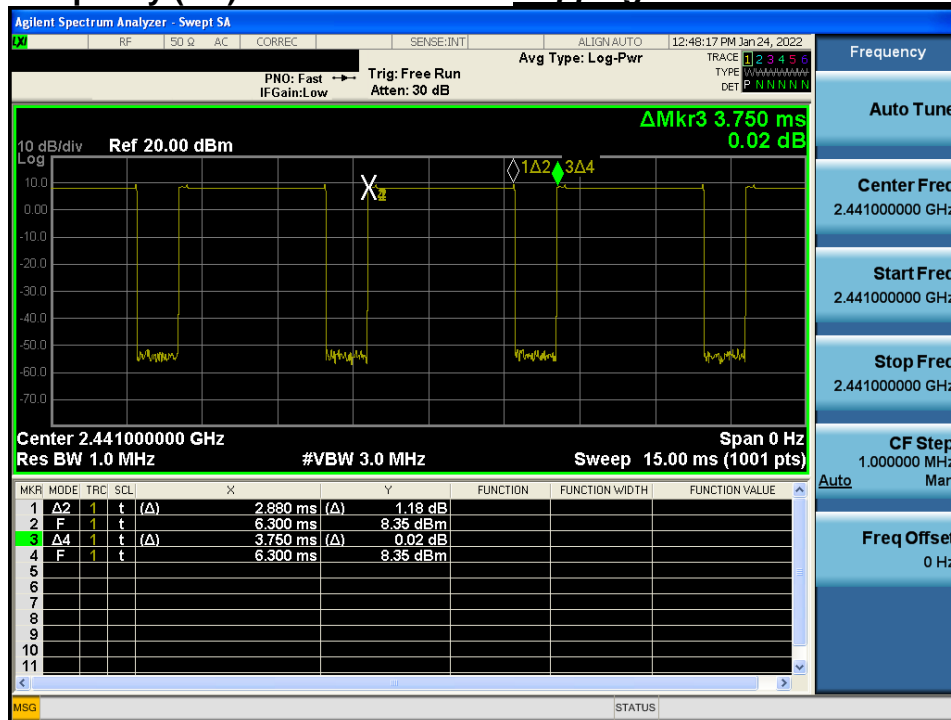 Agilent Spectrum Analyzer - Swept SA
LXI RF 50 Ω AC CORREC SENSE:INT ALIGN AUTO 12:48:17 PM Jan 24, 2022
Frequency
Avg Type: Log-Pwr
TRACE 1 2 3 4 5 6
TYPE WWWWWW
DET P N N N N N
PNO: Fast Trig: Free Run
IFGain:Low Atten: 30 dB
Auto Tune
ΔMkr3 3.750 ms
0.02 dB
10 dB/div Ref 20.00 dBm
Log
10.0
0.00
-10.0
-20.0
-30.0
-40.0
-50.0
-60.0
-70.0
1Δ2 3Δ4
X
Center Freq
2.441000000 GHz
Start Freq
2.441000000 GHz
Stop Freq
2.441000000 GHz
Center 2.441000000 GHz Span 0 Hz
Res BW 1.0 MHz #VBW 3.0 MHz Sweep 15.00 ms (1001 pts)
CF Step
1.000000 MHz
Auto Man
Freq Offset
0 Hz
MKR MODE TRC SCL X Y FUNCTION FUNCTION WIDTH FUNCTION VALUE
1 Δ2 1 t (Δ) 2.880 ms (Δ) 1.18 dB
2 F 1 t 6.300 ms 8.35 dBm
3 Δ4 1 t (Δ) 3.750 ms (Δ) 0.02 dB
4 F 1 t 6.300 ms 8.35 dBm
5
6
7
8
9
10
11
MSG STATUS